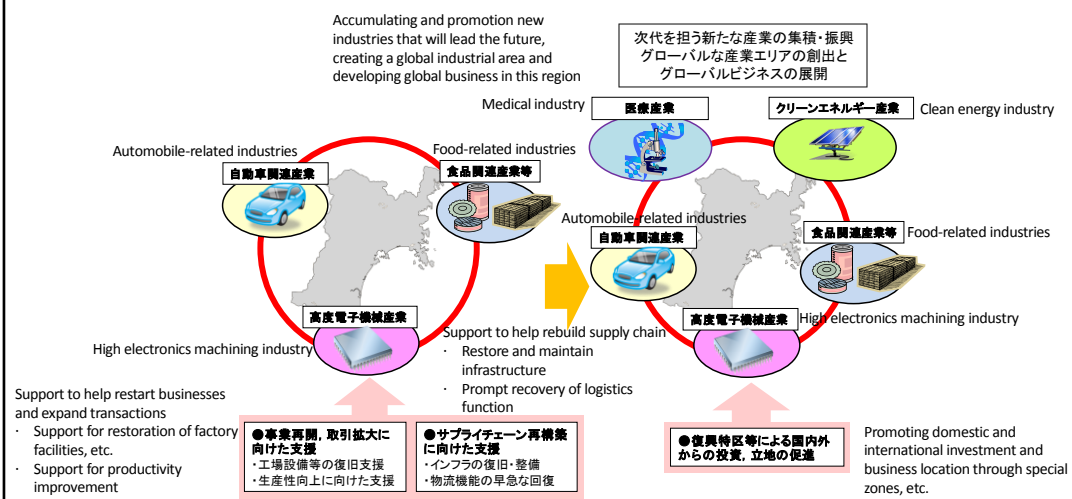 Accumulating and promotion new
industries that will lead the future,
creating a global industrial area and
developing global business in this region
次代を担う新たな産業の集積・振興
グローバルな産業エリアの創出と
グローバルビジネスの展開
Medical industry
医療産業
クリーンエネルギー産業
Clean energy industry
Automobile-related industries
自動車関連産業
Food-related industries
食品関連産業等
Automobile-related industries
自動車関連産業
食品関連産業等
Food-related industries
高度電子機械産業
High electronics machining industry
高度電子機械産業
High electronics machining industry
Support to help rebuild supply chain
· Restore and maintain
infrastructure
· Prompt recovery of logistics
function
Support to help restart businesses
and expand transactions
· Support for restoration of factory
facilities, etc.
· Support for productivity
improvement
●事業再開，取引拡大に
向けた支援
・工場設備等の復旧支援
・生産性向上に向けた支援
●サプライチェーン再構築
に向けた支援
・インフラの復旧・整備
・物流機能の早急な回復
●復興特区等による国内外
からの投資，立地の促進
Promoting domestic and
international investment and
business location through special
zones, etc.